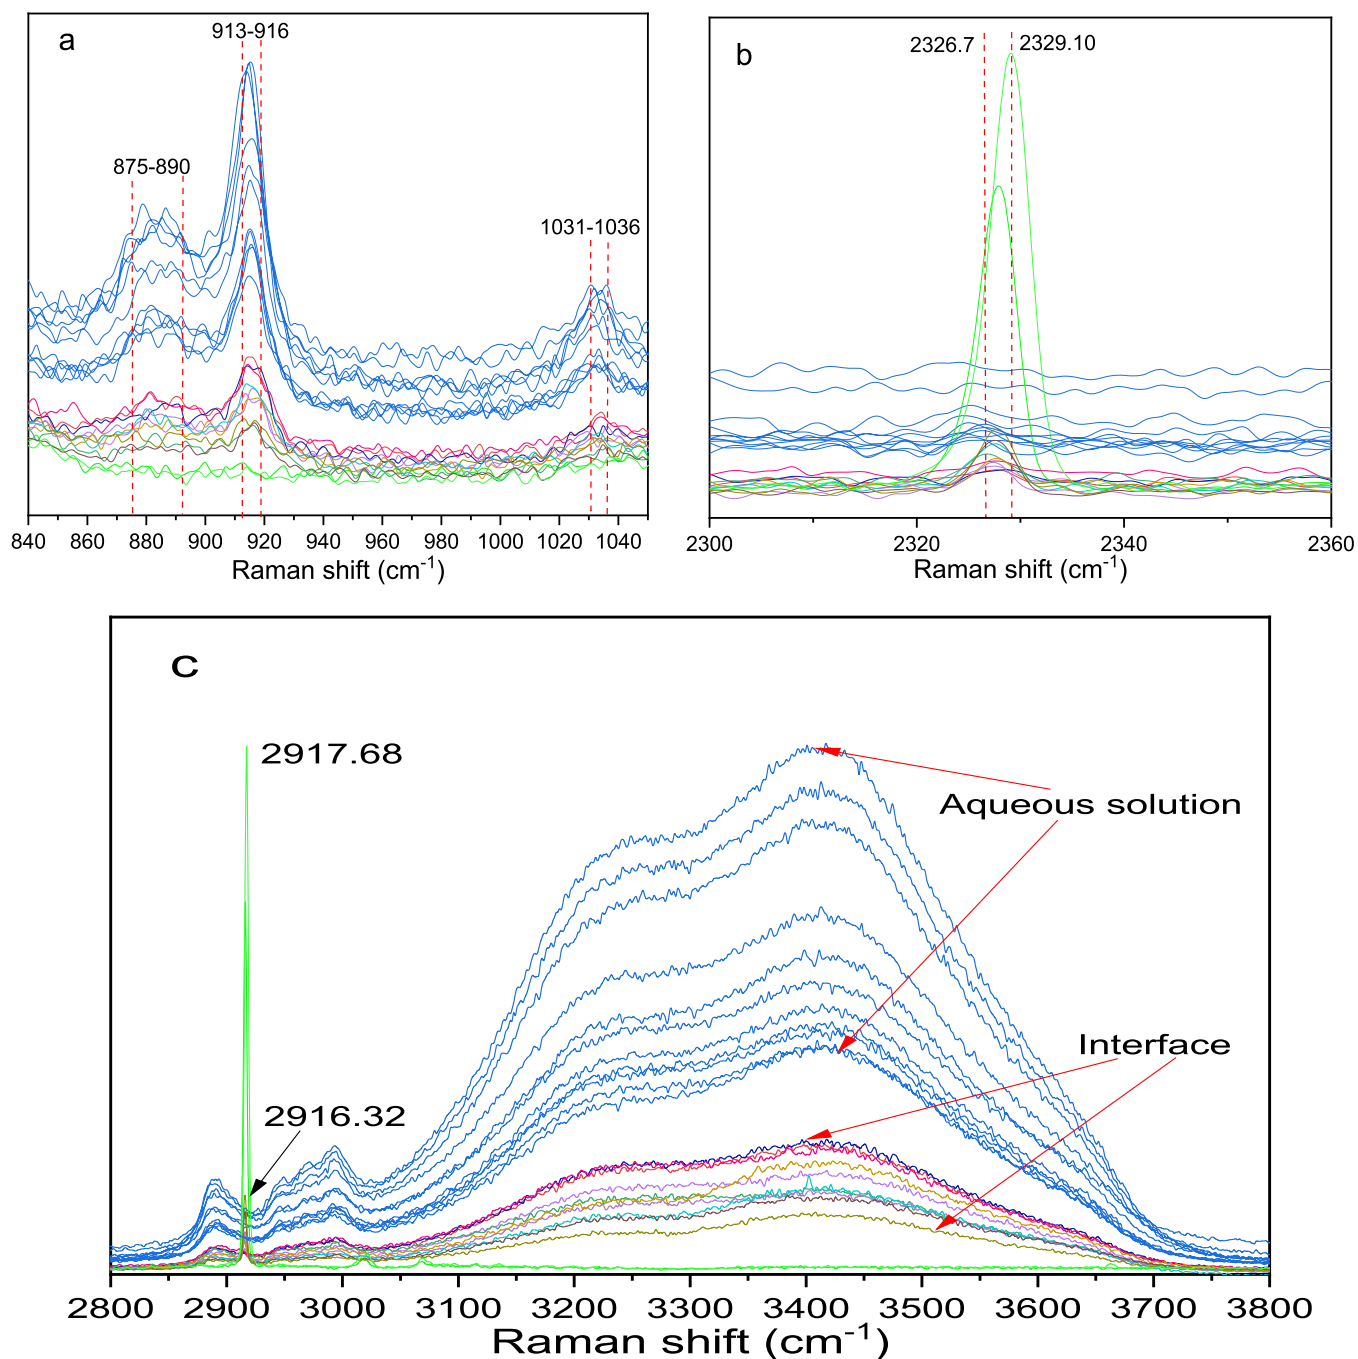 a
913-916
875-890
1031-1036
840 860 880 900 920 940 960 980 1000 1020 1040
Raman shift (cm-1)
b
2326.7 2329.10
2300 2320 2340 2360
Raman shift (cm-1)
c
2917.68
Aqueous solution
Interface
2916.32
2800 2900 3000 3100 3200 3300 3400 3500 3600 3700 3800
Raman shift (cm-1)